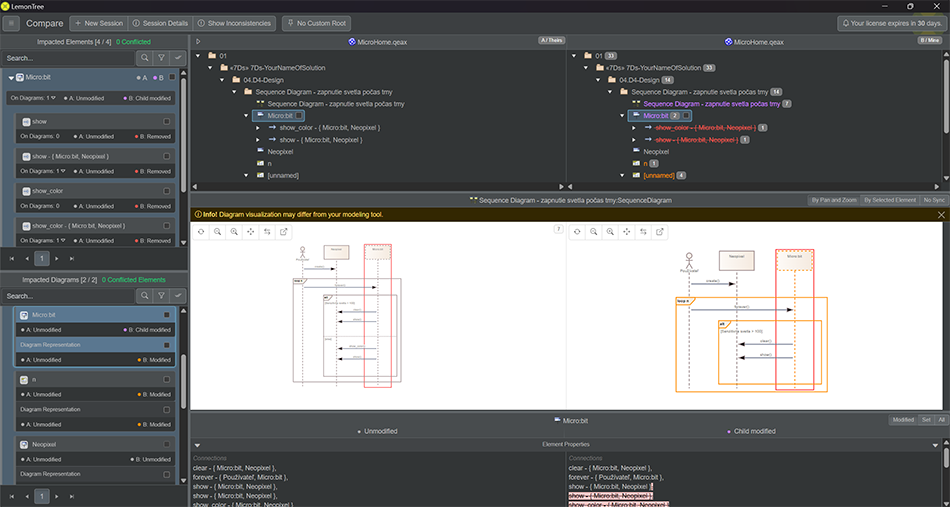 LemonTree
Compare
+ New Session
Session Details
Show Inconsistencies
No Custom Root
Your license expires in 30 days.
Impacted Elements [4 / 4] 0 Conflicted
Search...
Micro:bit
A B
On Diagrams: 1
A: Unmodified
B: Child modified
show
On Diagrams: 0
A: Unmodified
B: Removed
show - { Micro:bit, Neopixel }
On Diagrams: 1
A: Unmodified
B: Removed
show_color
On Diagrams: 0
A: Unmodified
B: Removed
show_color - { Micro:bit, Neopixel }
On Diagrams: 1
A: Unmodified
B: Removed
1
Impacted Diagrams [2 / 2] 0 Conflicted Elements
Search...
Micro:bit
A: Unmodified
B: Child modified
Diagram Representation
A: Unmodified
B: Modified
n
A: Unmodified
B: Modified
Diagram Representation
A: Unmodified
B: Modified
Neopixel
A: Unmodified
B: Unmodified
Diagram Representation
1
MicroHome.qeax
A / Theirs
01
«7Ds» 7Ds-YourNameOfSolution
04.D4-Design
Sequence Diagram - zapnutie svetla počas tmy
Sequence Diagram - zapnutie svetla počas tmy
Micro:bit
show_color - { Micro:bit, Neopixel }
show - { Micro:bit, Neopixel }
Neopixel
n
[unnamed]
MicroHome.qeax
B / Mine
01 33
«7Ds» 7Ds-YourNameOfSolution 33
04.D4-Design 14
Sequence Diagram - zapnutie svetla počas tmy 14
Sequence Diagram - zapnutie svetla počas tmy 7
Micro:bit 2
show_color - { Micro:bit, Neopixel } 1
show - { Micro:bit, Neopixel } 1
Neopixel
n 1
[unnamed] 4
Sequence Diagram - zapnutie svetla počas tmy:SequenceDiagram
By Pan and Zoom
By Selected Element
No Sync
Info! Diagram visualization may differ from your modeling tool.
?
Používateľ
Neopixel
Micro:bit
loop n
alt
Používateľ
Neopixel
Micro:bit
create()
loop n
forever()
alt
clear()
show()
Micro:bit
Modified
Set
All
Unmodified
Child modified
Element Properties
Connections
clear - { Micro:bit, Neopixel },
forever - { Používateľ, Micro:bit },
show - { Micro:bit, Neopixel },
show - { Micro:bit, Neopixel },
show_color - { Micro:bit, Neopixel },
Connections
clear - { Micro:bit, Neopixel },
forever - { Používateľ, Micro:bit },
show - { Micro:bit, Neopixel },
show - { Micro:bit, Neopixel },
show_color - { Micro:bit, Neopixel },